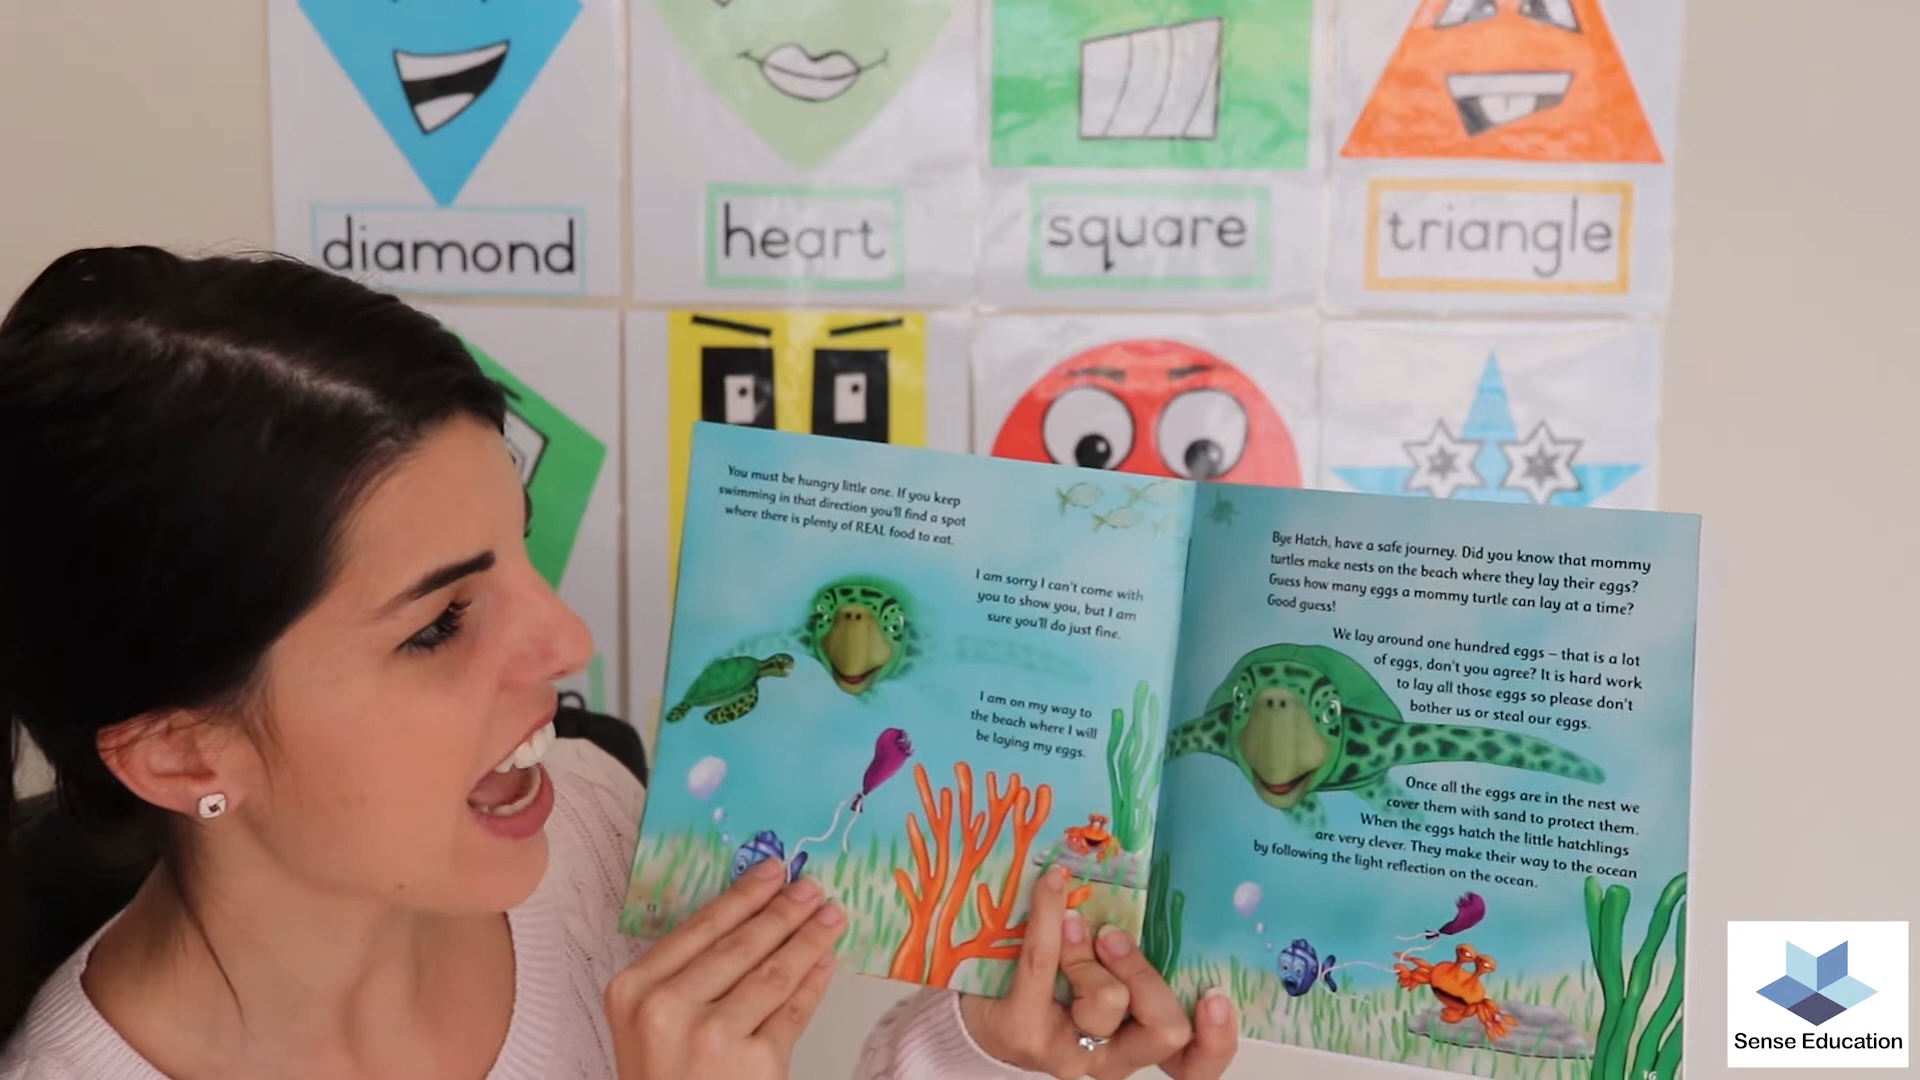 diamond
heart
square
triangle
You must be hungry little one. If you keep
swimming in that direction you'll find a spot
where there is plenty of REAL food to eat.
I am sorry I can't come with
you to show you, but I am
sure you'll do just fine.
I am on my way to
the beach where I will
be laying my eggs.
Bye Hatch, have a safe journey. Did you know that mommy
turtles make nests on the beach where they lay their eggs?
Guess how many eggs a mommy turtle can lay at a time?
Good guess!
We lay around one hundred eggs – that is a lot
of eggs, don't you agree? It is hard work
to lay all those eggs so please don't
bother us or steal our eggs.
Once all the eggs are in the nest we
cover them with sand to protect them.
When the eggs hatch the little hatchlings
are very clever. They make their way to the ocean
by following the light reflection on the ocean.
Sense Education